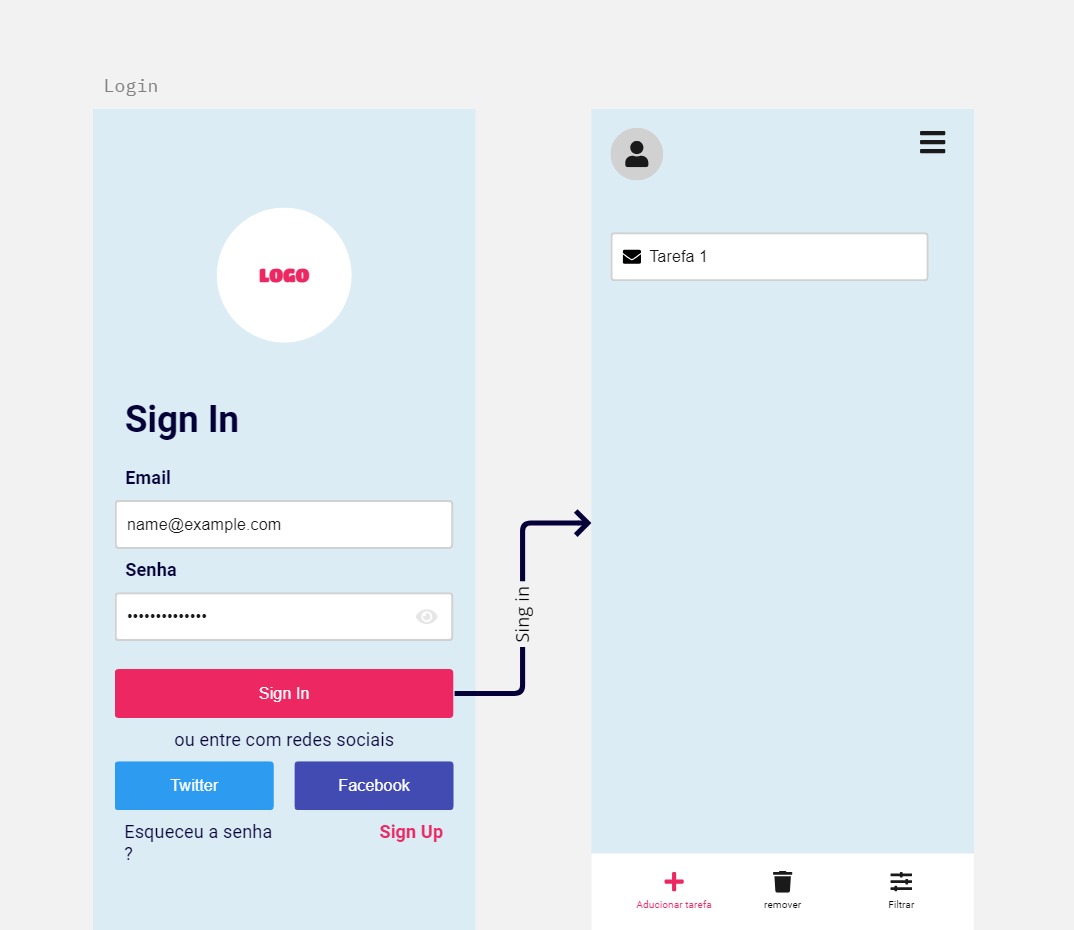 Login
LOGO
Sign In
Email
name@example.com
Senha
••••••••••••••
Sign In
ou entre com redes sociais
Twitter
Facebook
Esqueceu a senha
?
Sign Up
Sing in
Tarefa 1
Aducionar tarefa
remover
Filtrar